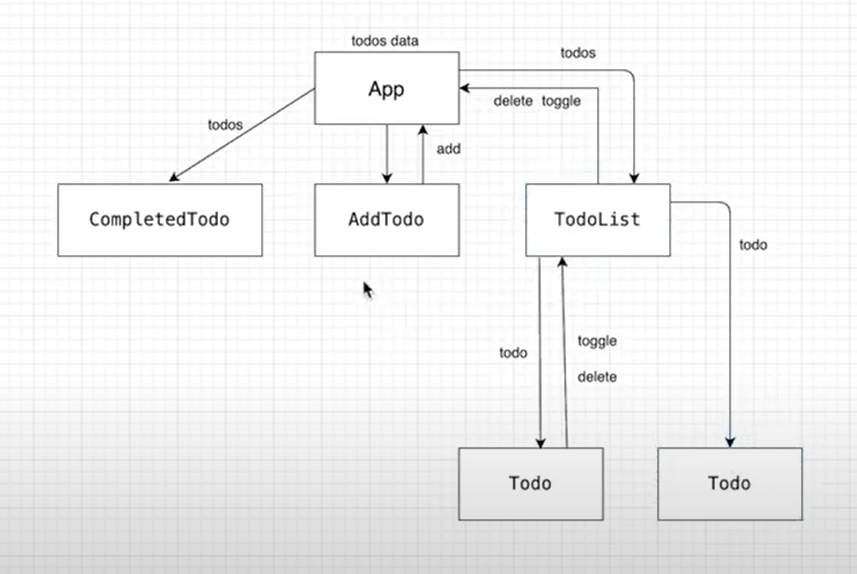 todos data
App
todos
delete toggle
todos
add
CompletedTodo
AddTodo
TodoList
todo
toggle
todo
delete
Todo
Todo